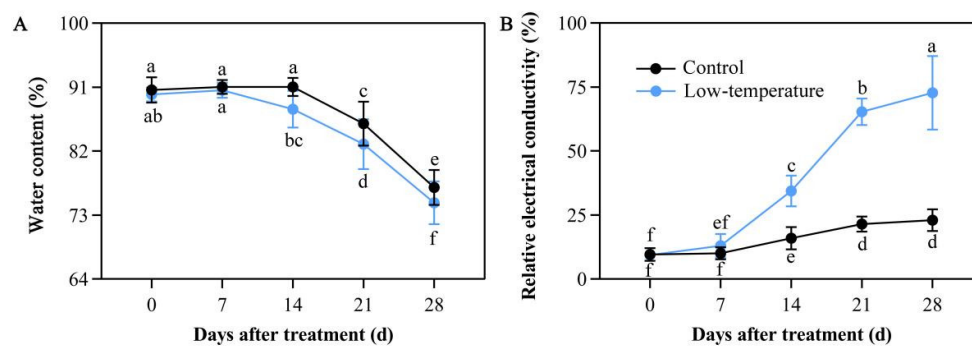 A
Water content (%)
100
91
82
73
64
a
a
a
c
e
ab
a
bc
d
f
0 7 14 21 28
Days after treatment (d)
B
Relative electrical conductivity (%)
100
75
50
25
0
Control
Low-temperature
f
ef
c
b
a
f
f
e
d
d
0 7 14 21 28
Days after treatment (d)